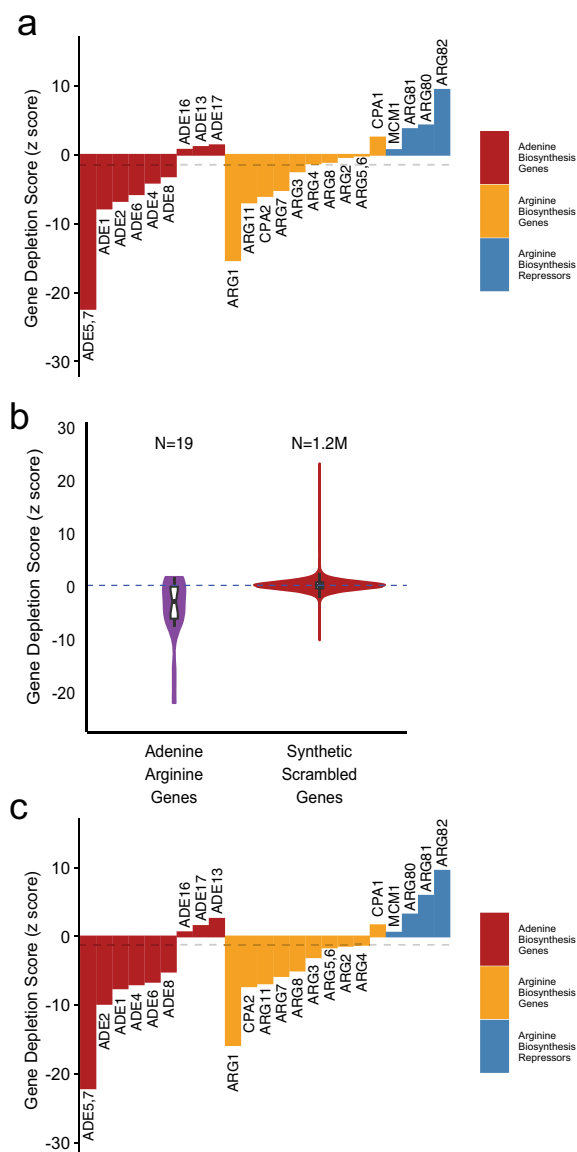 a
Gene Depletion Score (z score)
10
0
-10
-20
-30
ADE5,7
ADE1
ADE2
ADE6
ADE4
ADE8
ADE16
ADE13
ADE17
ARG1
ARG11
CPA2
ARG7
ARG3
ARG4
ARG8
ARG2
ARG5,6
CPA1
MCM1
ARG81
ARG80
ARG82
Adenine
Biosynthesis
Genes
Arginine
Biosynthesis
Genes
Arginine
Biosynthesis
Repressors
b
Gene Depletion Score (z score)
30
20
10
0
-10
-20
N=19
N=1.2M
Adenine
Arginine
Genes
Synthetic
Scrambled
Genes
c
Gene Depletion Score (z score)
10
0
-10
-20
-30
ADE5,7
ADE2
ADE1
ADE4
ADE6
ADE8
ADE16
ADE17
ADE13
ARG1
CPA2
ARG11
ARG7
ARG8
ARG3
ARG5,6
ARG2
ARG4
CPA1
MCM1
ARG80
ARG81
ARG82
Adenine
Biosynthesis
Genes
Arginine
Biosynthesis
Genes
Arginine
Biosynthesis
Repressors